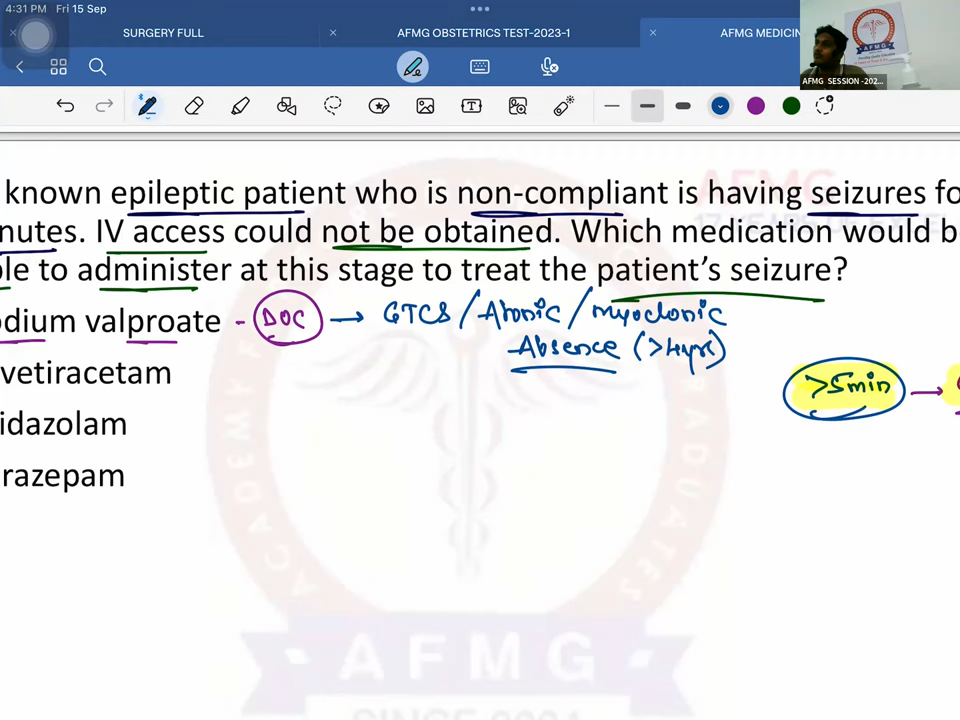 4:31 PM Fri 15 Sep
SURGERY FULL
AFMG OBSTETRICS TEST-2023-1
AFMG MEDICIN
AFMG
AFMG SESSION -202...
known epileptic patient who is non-compliant is having seizures fo
nutes. IV access could not be obtained. Which medication would b
le to administer at this stage to treat the patient's seizure?
odium valproate - DOC → GTCS / Atonic / myoclonic
Absence (>4yrs)
vetiracetam
>5min →
idazolam
razepam
AFMG